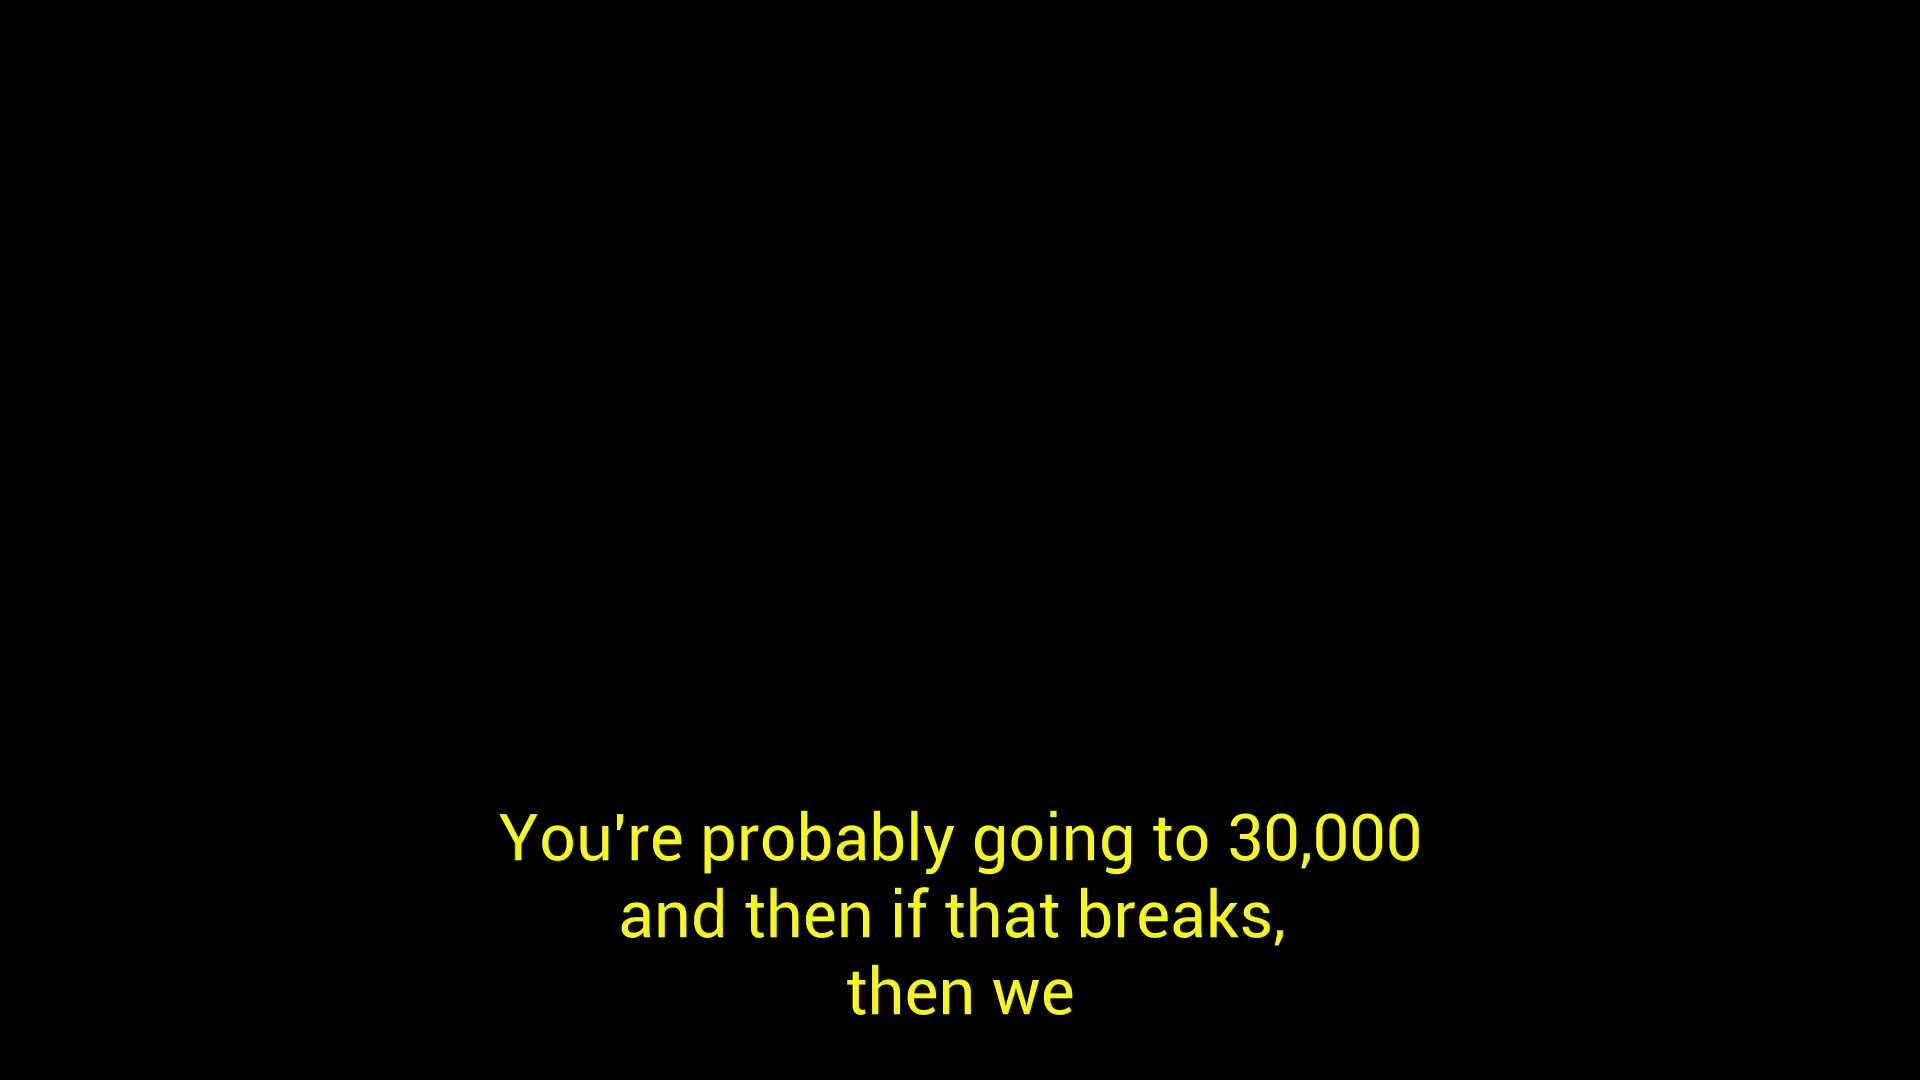 You're probably going to 30,000
and then if that breaks,
then we